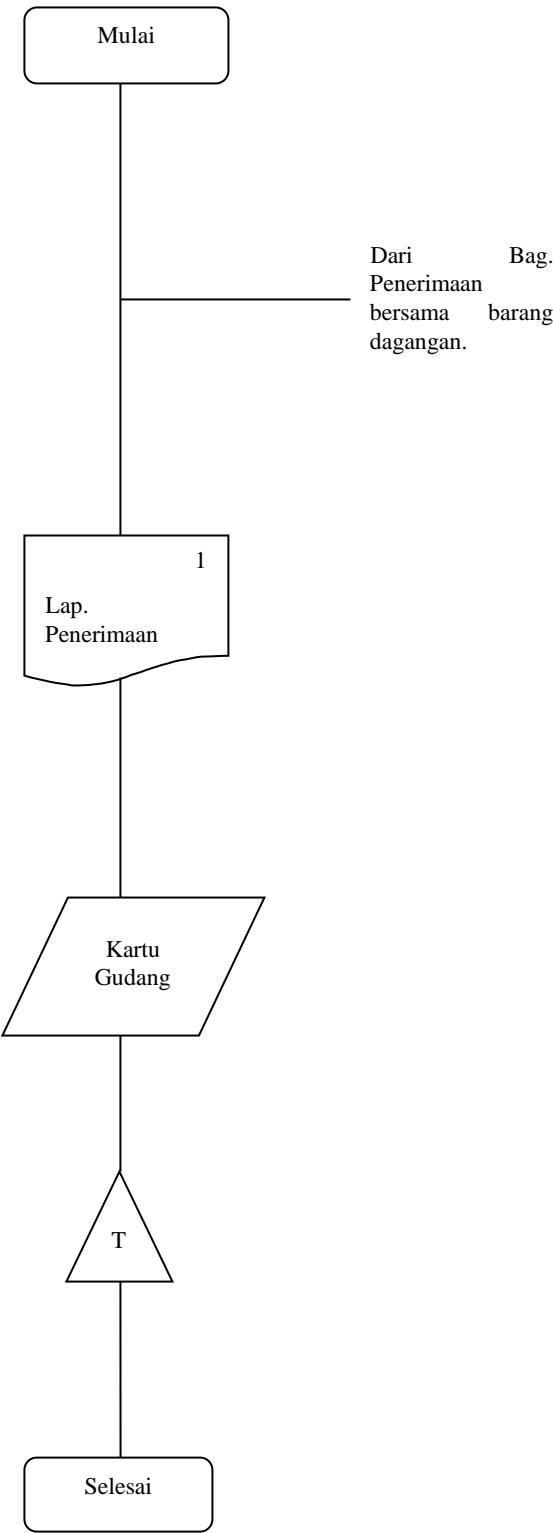 Mulai
Dari Bag.
Penerimaan
bersama barang
dagangan.
1
Lap.
Penerimaan
Kartu
Gudang
T
Selesai